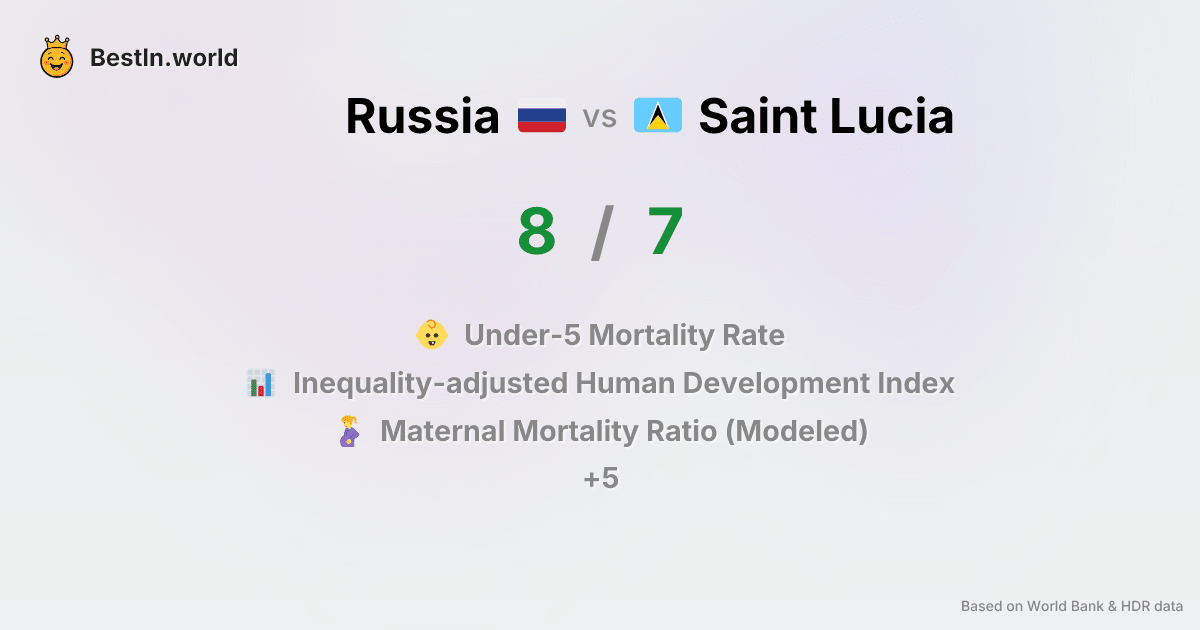 BestIn.world
Russia vs Saint Lucia
8 / 7
Under-5 Mortality Rate
Inequality-adjusted Human Development Index
Maternal Mortality Ratio (Modeled)
+5
Based on World Bank & HDR data